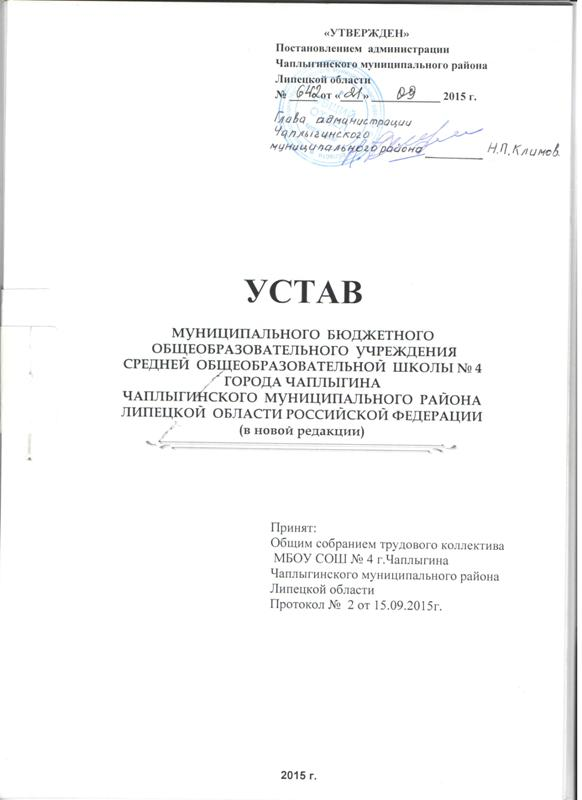 «УТВЕРЖДЕН»
Постановлением администрации
Чаплыгинского муниципального района
Липецкой области
№ 642 от «21» 09 2015 г.
Глава администрации
Чаплыгинского
муниципального района Н.П. Климов.
УСТАВ
МУНИЦИПАЛЬНОГО БЮДЖЕТНОГО
ОБЩЕОБРАЗОВАТЕЛЬНОГО УЧРЕЖДЕНИЯ
СРЕДНЕЙ ОБЩЕОБРАЗОВАТЕЛЬНОЙ ШКОЛЫ № 4
ГОРОДА ЧАПЛЫГИНА
ЧАПЛЫГИНСКОГО МУНИЦИПАЛЬНОГО РАЙОНА
ЛИПЕЦКОЙ ОБЛАСТИ РОССИЙСКОЙ ФЕДЕРАЦИИ
(в новой редакции)
Принят:
Общим собранием трудового коллектива
МБОУ СОШ № 4 г.Чаплыгина
Чаплыгинского муниципального района
Липецкой области
Протокол № 2 от 15.09.2015г.
2015 г.